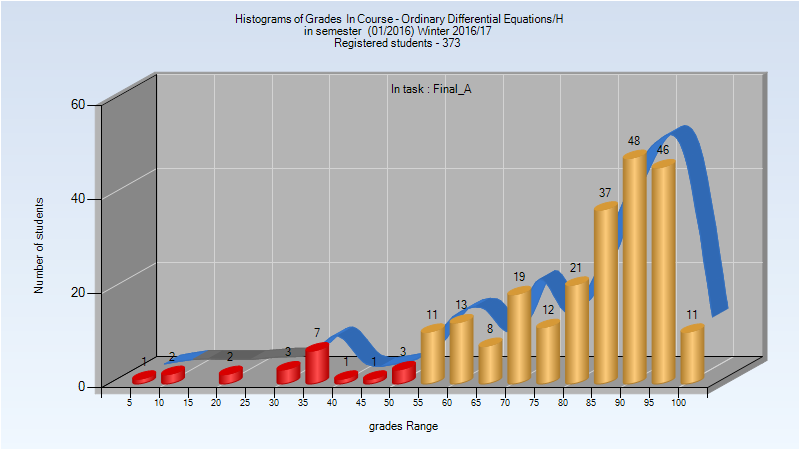 Histograms of Grades In Course - Ordinary Differential Equations/H
in semester (01/2016) Winter 2016/17
Registered students - 373
In task : Final_A
60
40
20
0
Number of students
1 2 2 3 7 1 1 3 11 13 8 19 12 21 37 48 46 11
5 10 15 20 25 30 35 40 45 50 55 60 65 70 75 80 85 90 95 100
grades Range